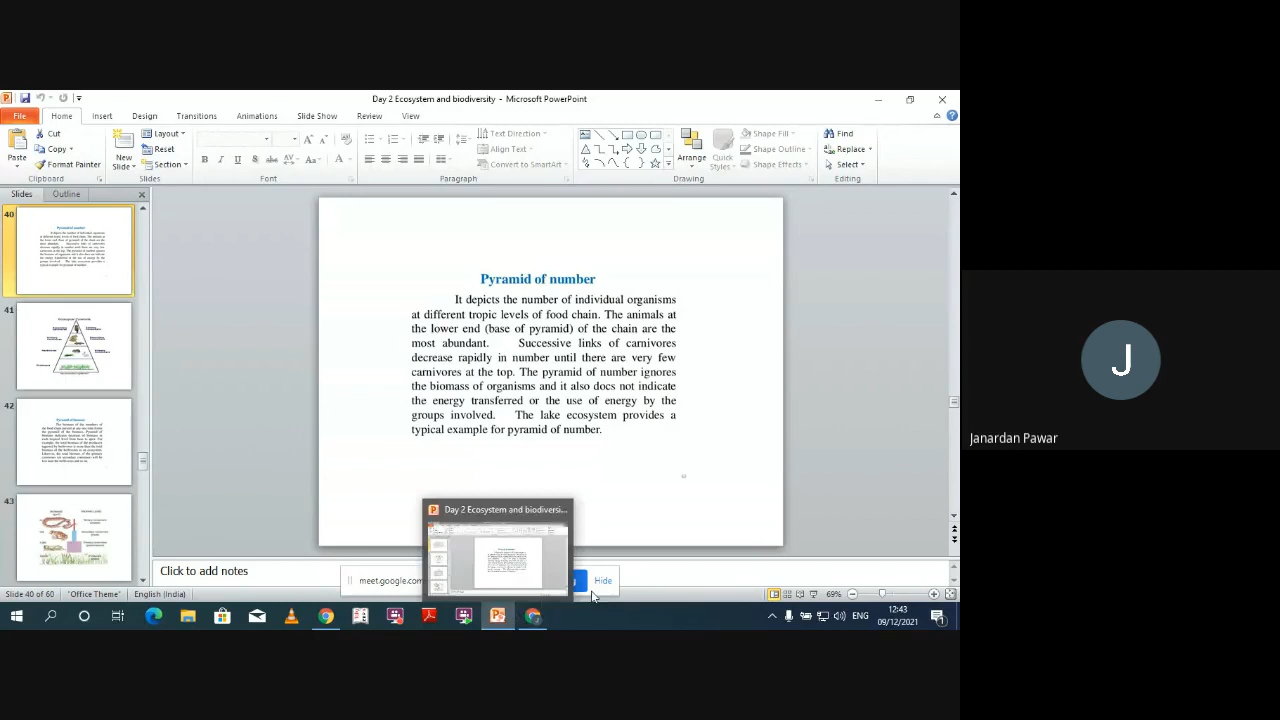 Day 2 Ecosystem and biodiversity - Microsoft PowerPoint
File Home Insert Design Transitions Animations Slide Show Review View
Paste
Cut
Copy
Format Painter
Clipboard
New Slide
Layout
Reset
Section
Slides
Font
Text Direction
Align Text
Convert to SmartArt
Paragraph
Arrange
Quick Styles
Shape Fill
Shape Outline
Shape Effects
Drawing
Find
Replace
Select
Editing
Slides Outline
40
41
42
43
Pyramid of number
It depicts the number of individual organisms
at different tropic levels of food chain. The animals at
the lower end (base of pyramid) of the chain are the
most abundant. Successive links of carnivores
decrease rapidly in number until there are very few
carnivores at the top. The pyramid of number ignores
the biomass of organisms and it also docs not indicate
the energy transferred or the use of energy by the
groups involved. The lake ecosystem provides a
typical example for pyramid of number.
Day 2 Ecosystem and biodiversi...
Click to add notes
meet.google.com
Hide
Slide 40 of 60 "Office Theme" English (India)
69%
ENG
12:43
09/12/2021
J
Janardan Pawar